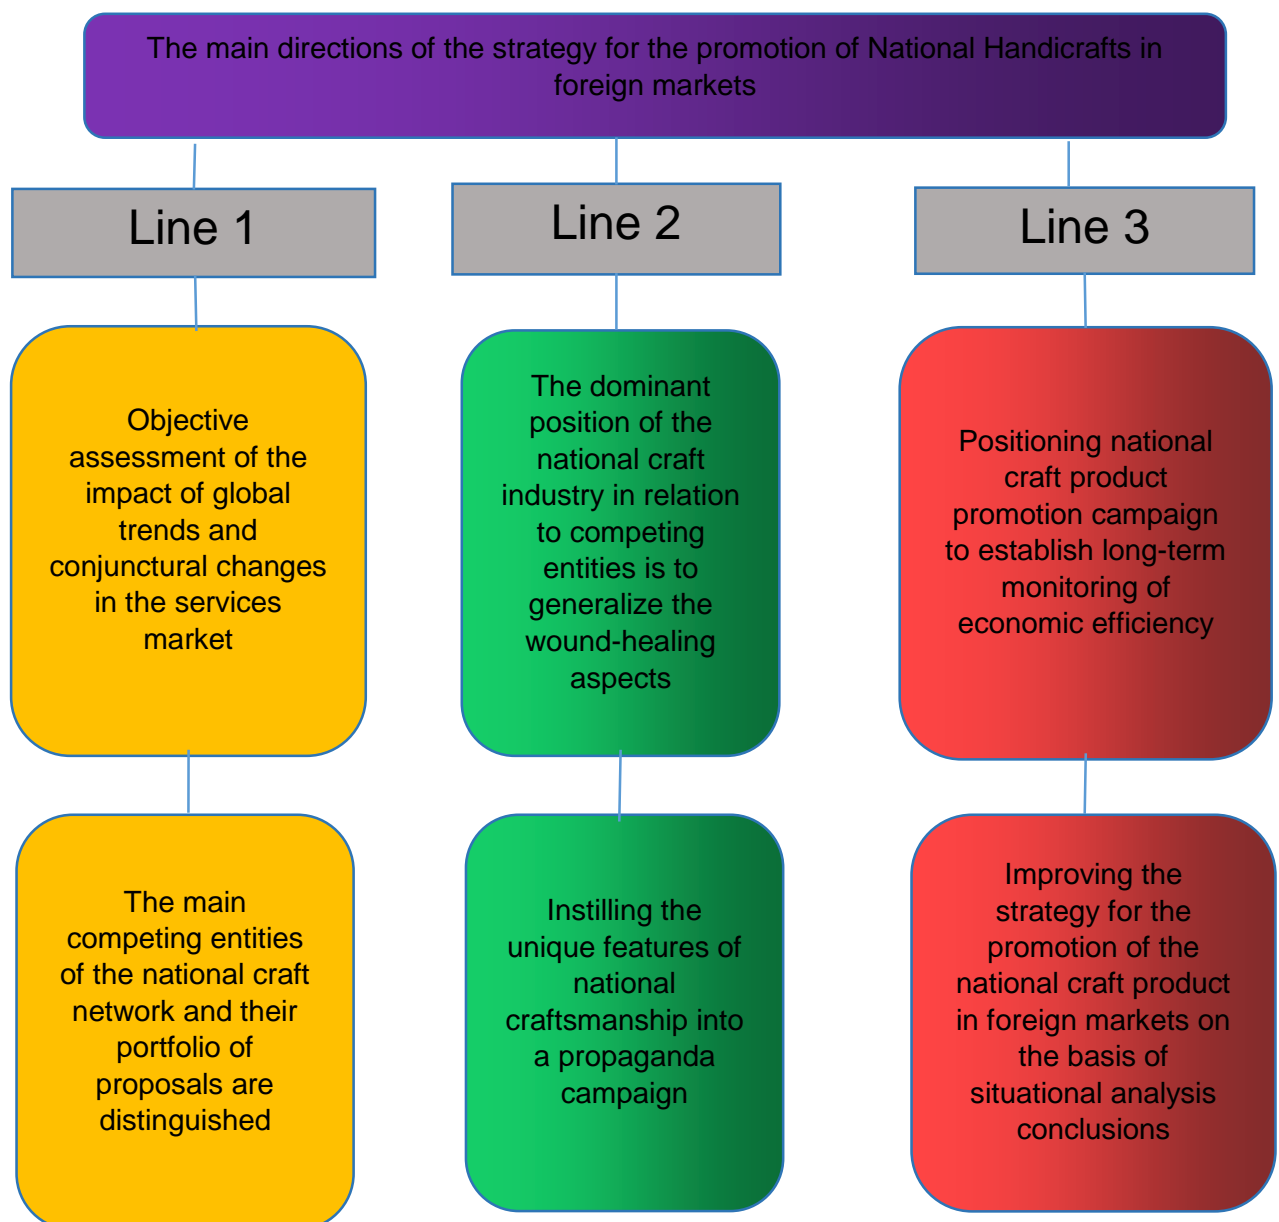 The main directions of the strategy for the promotion of National Handicrafts in
foreign markets
Line 1
Line 2
Line 3
Objective
assessment of the
impact of global
trends and
conjunctural changes
in the services
market
The dominant
position of the
national craft
industry in relation
to competing
entities is to
generalize the
wound-healing
aspects
Positioning national
craft product
promotion campaign
to establish long-term
monitoring of
economic efficiency
The main
competing entities
of the national craft
network and their
portfolio of
proposals are
distinguished
Instilling the
unique features of
national
craftsmanship into
a propaganda
campaign
Improving the
strategy for the
promotion of the
national craft product
in foreign markets on
the basis of
situational analysis
conclusions